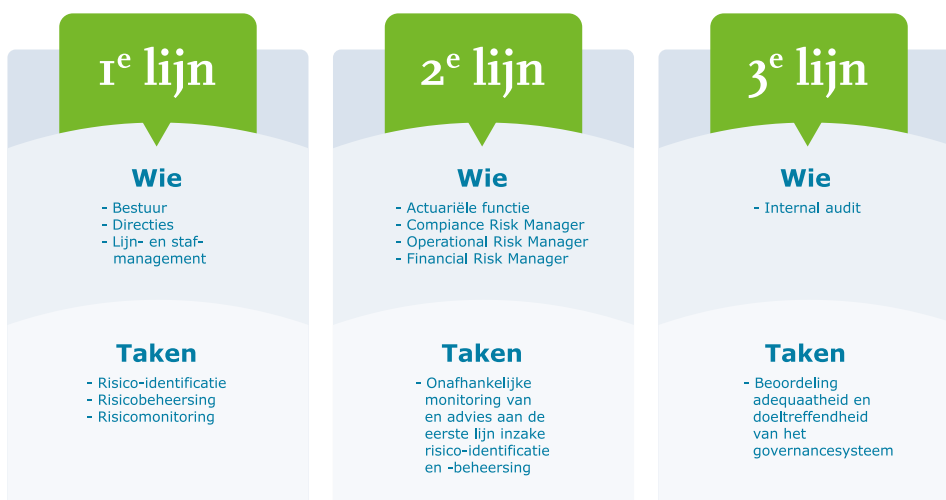 1e lijn
Wie
- Bestuur
- Directies
- Lijn- en staf-
management
Taken
- Risico-identificatie
- Risicobeheersing
- Risicomonitoring
2e lijn
Wie
- Actuariële functie
- Compiance Risk Manager
- Operational Risk Manager
- Financial Risk Manager
Taken
- Onafhankelijke
monitoring van
en advies aan de
eerste lijn inzake
risico-identificatie
en -beheersing
3e lijn
Wie
- Internal audit
Taken
- Beoordeling
adequaatheid en
doeltreffendheid
van het
governancesysteem